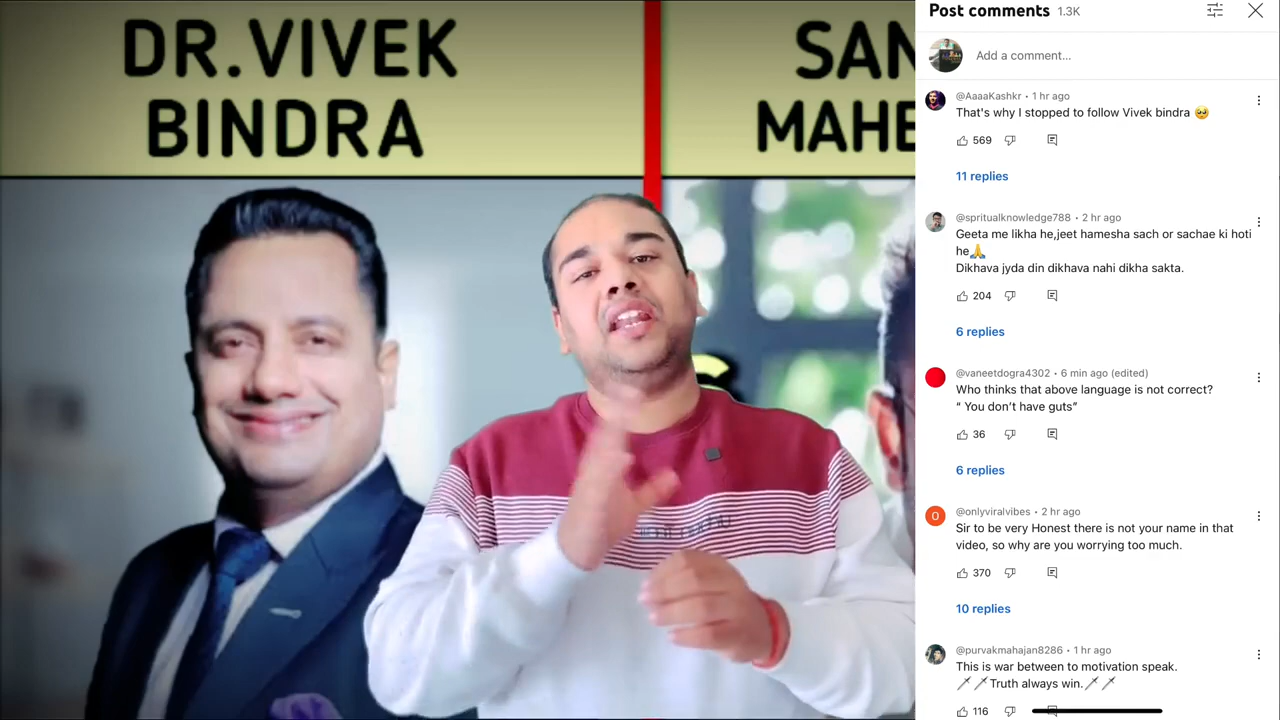 DR.VIVEK
BINDRA
SAN
MAHE
Post comments 1.3K
Add a comment...
@AaaaKashkr • 1 hr ago
That's why I stopped to follow Vivek bindra 🥺
569
11 replies
@spritualknowledge788 • 2 hr ago
Geeta me likha he,jeet hamesha sach or sachae ki hoti
he🙏
Dikhava jyda din dikhava nahi dikha sakta.
204
6 replies
@vaneetdogra4302 • 6 min ago (edited)
Who thinks that above language is not correct?
“ You don’t have guts”
36
6 replies
O
@onlyviralvibes • 2 hr ago
Sir to be very Honest there is not your name in that
video, so why are you worrying too much.
370
10 replies
@purvakmahajan8286 • 1 hr ago
This is war between to motivation speak.
🗡️🗡️Truth always win.🗡️🗡️
116